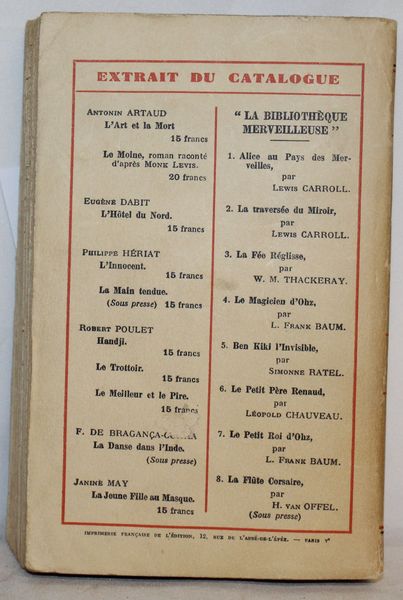 EXTRAIT DU CATALOGUE
Antonin ARTAUD
L'Art et la Mort
15 francs
Le Moine, roman raconté
d'après Monk Levis.
20 francs
Eugène DABIT
L'Hôtel du Nord.
15 francs
Philippe HÉRIAT
L'Innocent.
15 francs
La Main tendue.
(Sous presse) 15 francs
Robert POULET
Handji.
15 francs
Le Trottoir.
15 francs
Le Meilleur et le Pire.
15 francs
F. DE BRAGANÇA-
La Danse dans l'Inde.
(Sous presse)
Janine MAY
La Jeune Fille au Masque.
15 francs
" LA BIBLIOTHÈQUE
MERVEILLEUSE "
1. Alice au Pays des Mer-
veilles,
par
Lewis CARROLL.
2. La traversée du Miroir,
par
Lewis CARROLL.
3. La Fée Réglisse,
par
W. M. THACKERAY.
4. Le Magicien d'Ohz,
par
L. Frank BAUM.
5. Ben Kiki l'Invisible,
par
Simonne RATEL.
6. Le Petit Père Renaud,
par
Léopold CHAUVEAU.
7. Le Petit Roi d'Ohz,
par
L. Frank BAUM.
8. La Flûte Corsaire,
par
H. van OFFEL.
(Sous presse)
IMPRIMERIE FRANÇAISE DE L'ÉDITION, 12, RUE DE L'ABBÉ-DE-L'ÉPÉE. — PARIS Vᵉ